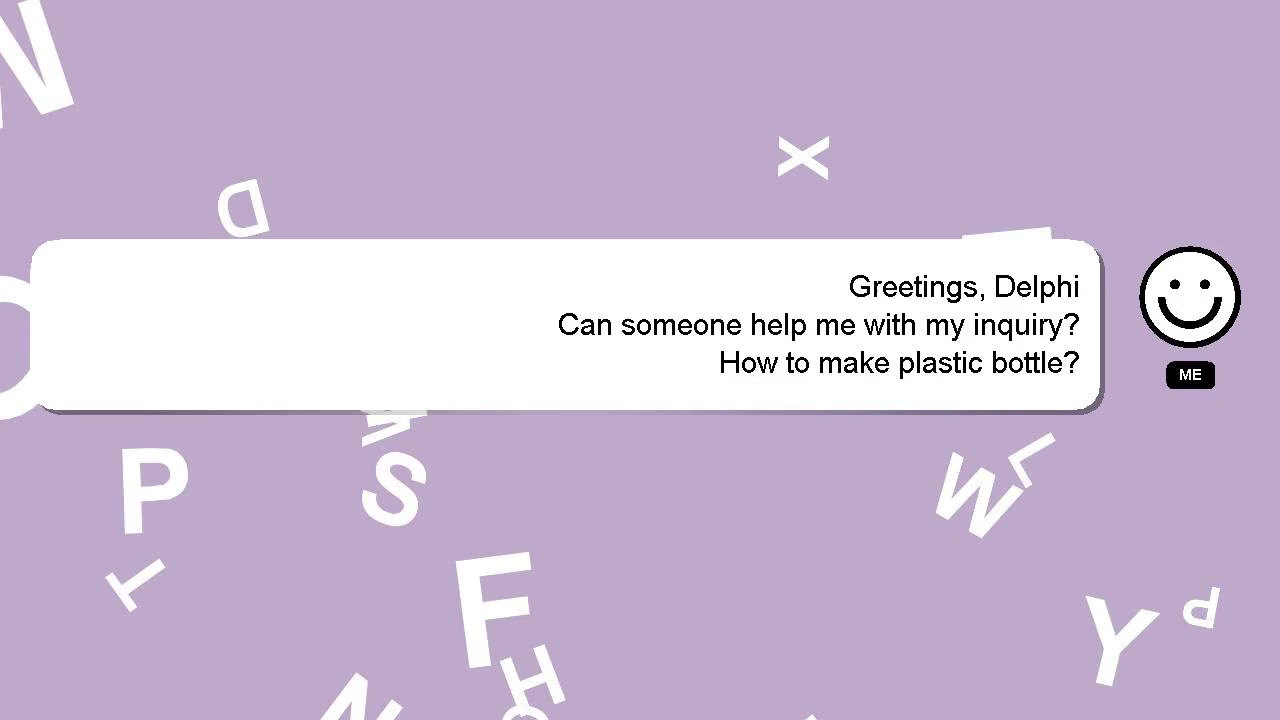 N
D
X
Greetings, Delphi
Can someone help me with my inquiry?
How to make plastic bottle?
ME
L
P
S
W
T
F
Y
P
H
N